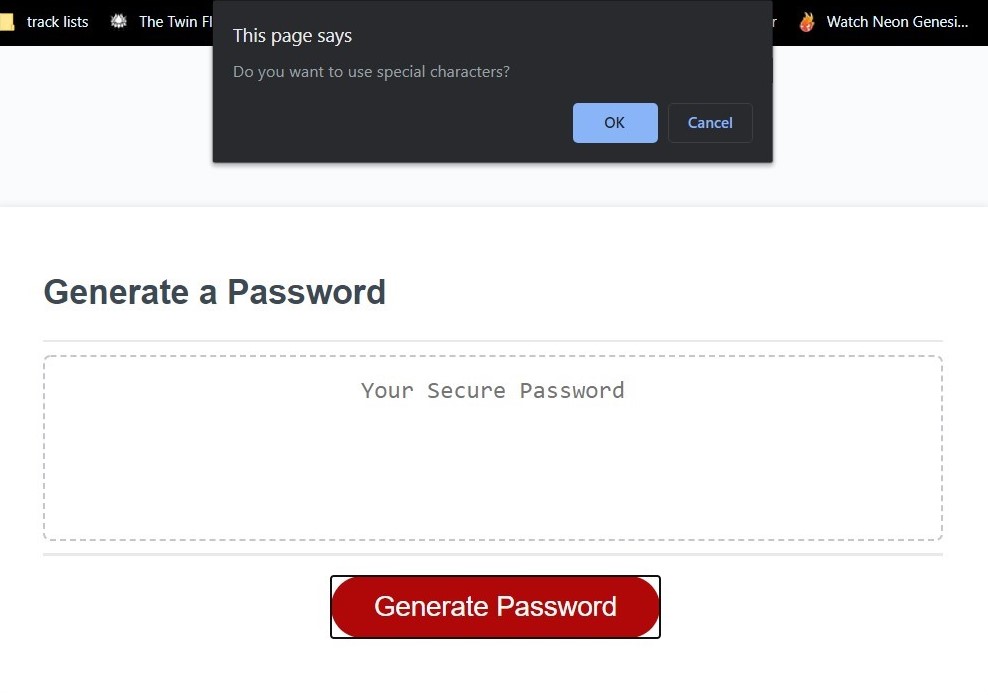 track lists
The Twin Fl
Watch Neon Genesi...
This page says
Do you want to use special characters?
OK
Cancel
Generate a Password
Your Secure Password
Generate Password